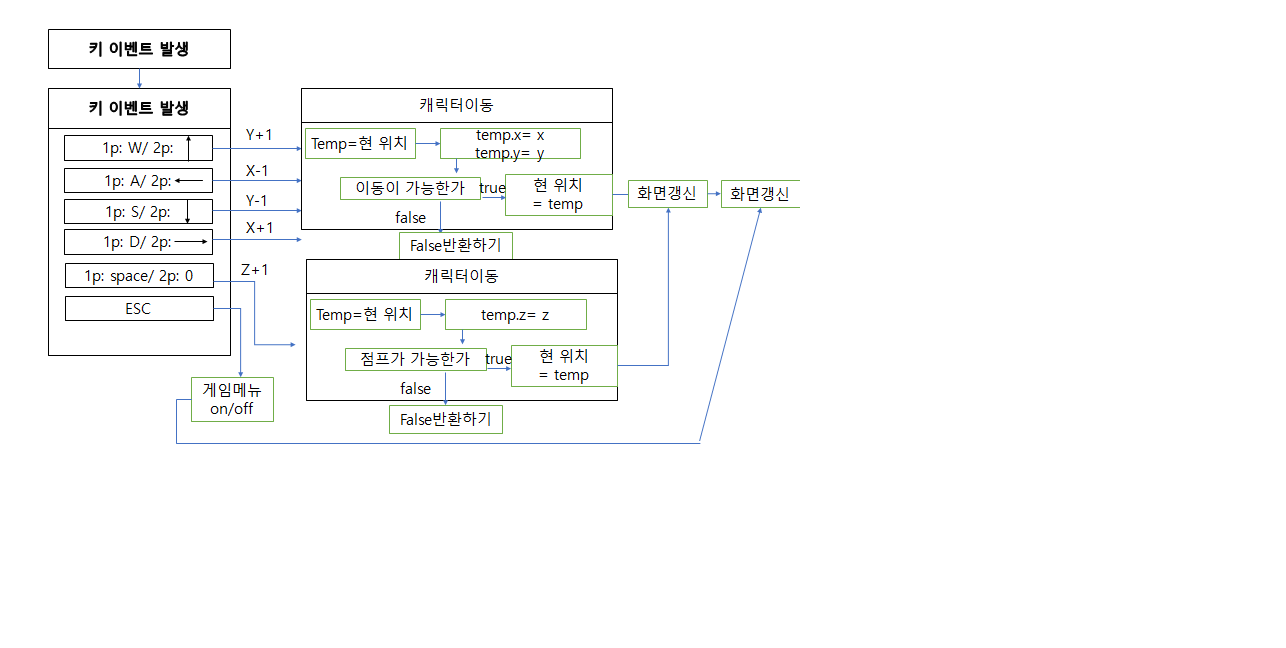 키 이벤트 발생
키 이벤트 발생
1p: W/ 2p:
1p: A/ 2p:
1p: S/ 2p:
1p: D/ 2p:
1p: space/ 2p: 0
ESC
Y+1
X-1
Y-1
X+1
Z+1
게임메뉴
on/off
캐릭터이동
Temp=현 위치
temp.x= x
temp.y= y
이동이 가능한가
true
현 위치
= temp
false
False반환하기
화면갱신
화면갱신
캐릭터이동
Temp=현 위치
temp.z= z
점프가 가능한가
true
현 위치
= temp
false
False반환하기